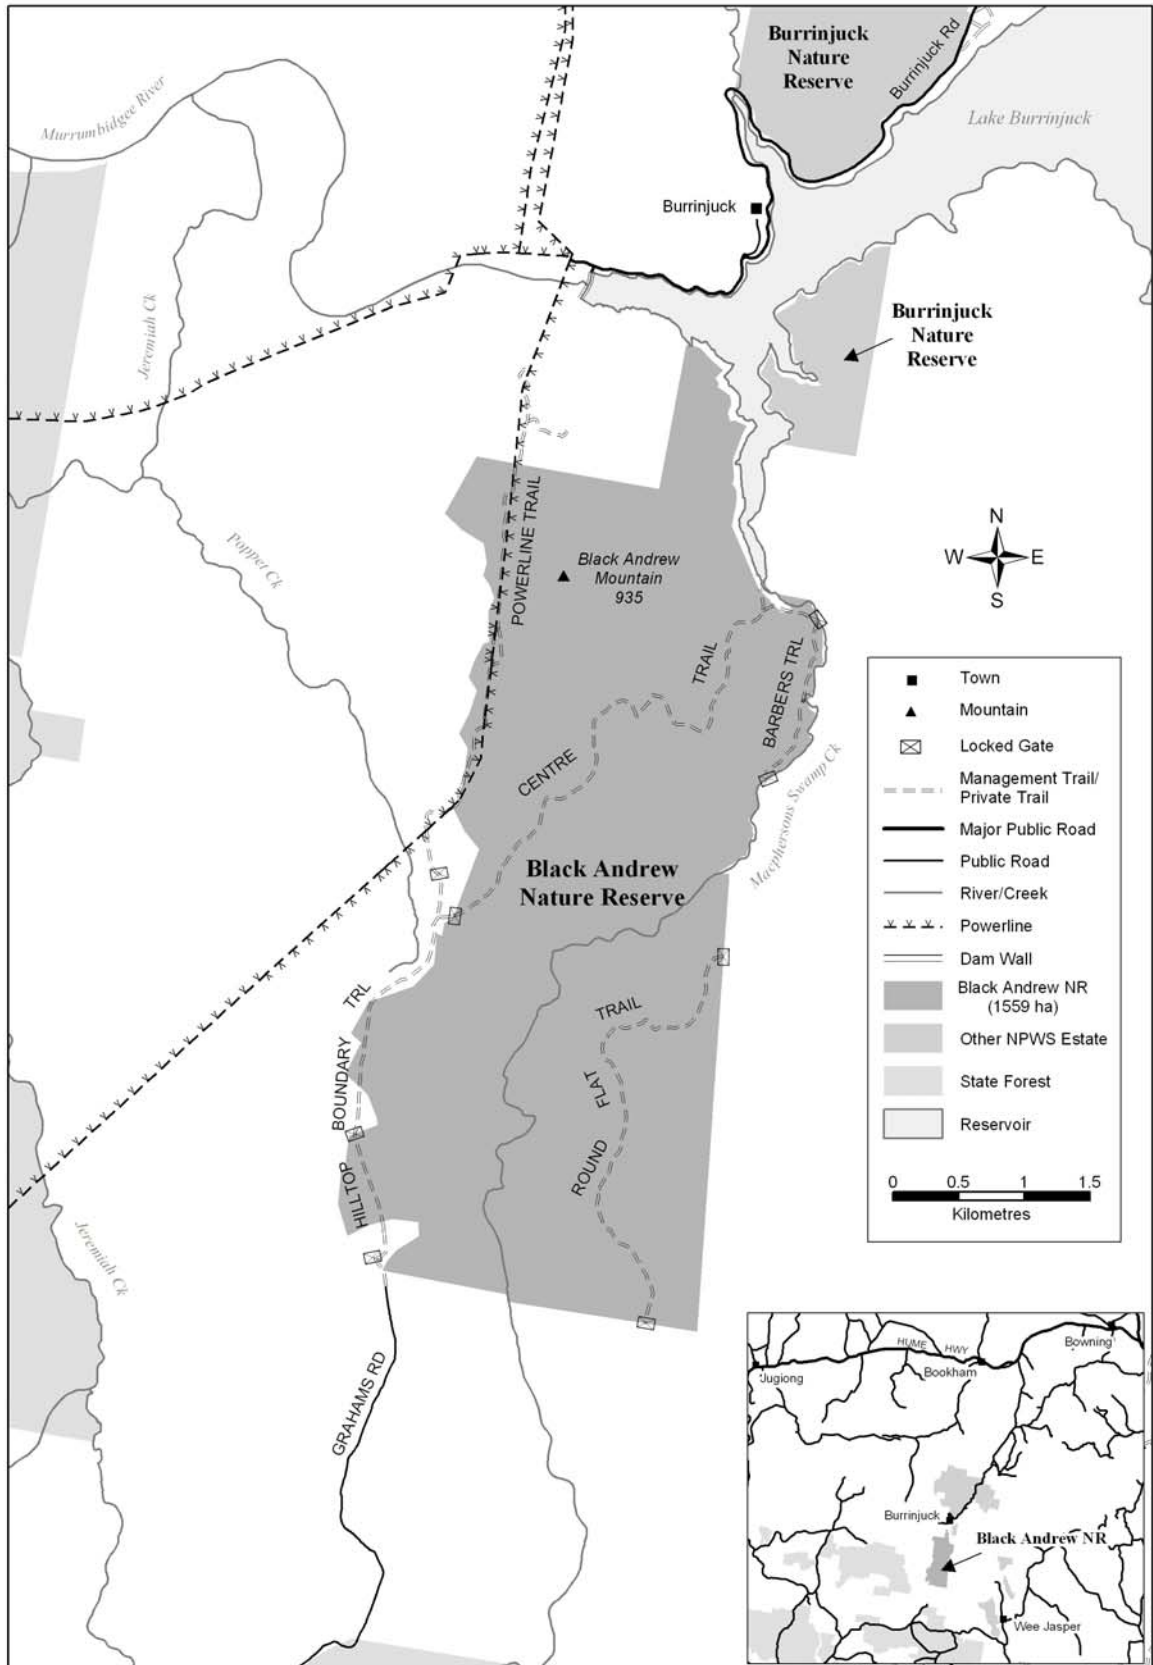 Burrinjuck
Nature
Reserve
Burrinjuck Rd
Lake Burrinjuck
Murrumbidgee River
Burrinjuck
Jeremiah Ck
Burrinjuck
Nature
Reserve
Poppet Ck
POWERLINE TRAIL
Black Andrew
Mountain
935
N
W
E
S
TRAIL
BARBERS TRL
CENTRE
Macphersons Swamp Ck
Black Andrew
Nature Reserve
TRL
BOUNDARY
HILLTOP
TRAIL
FLAT
ROUND
Jeremiah Ck
GRAHAMS RD
Town
Mountain
Locked Gate
Management Trail/
Private Trail
Major Public Road
Public Road
River/Creek
Powerline
Dam Wall
Black Andrew NR
(1559 ha)
Other NPWS Estate
State Forest
Reservoir
0 0.5 1 1.5
Kilometres
HUME HWY
Bowning
Jugiong
Bookham
Burrinjuck
Black Andrew NR
Wee Jasper